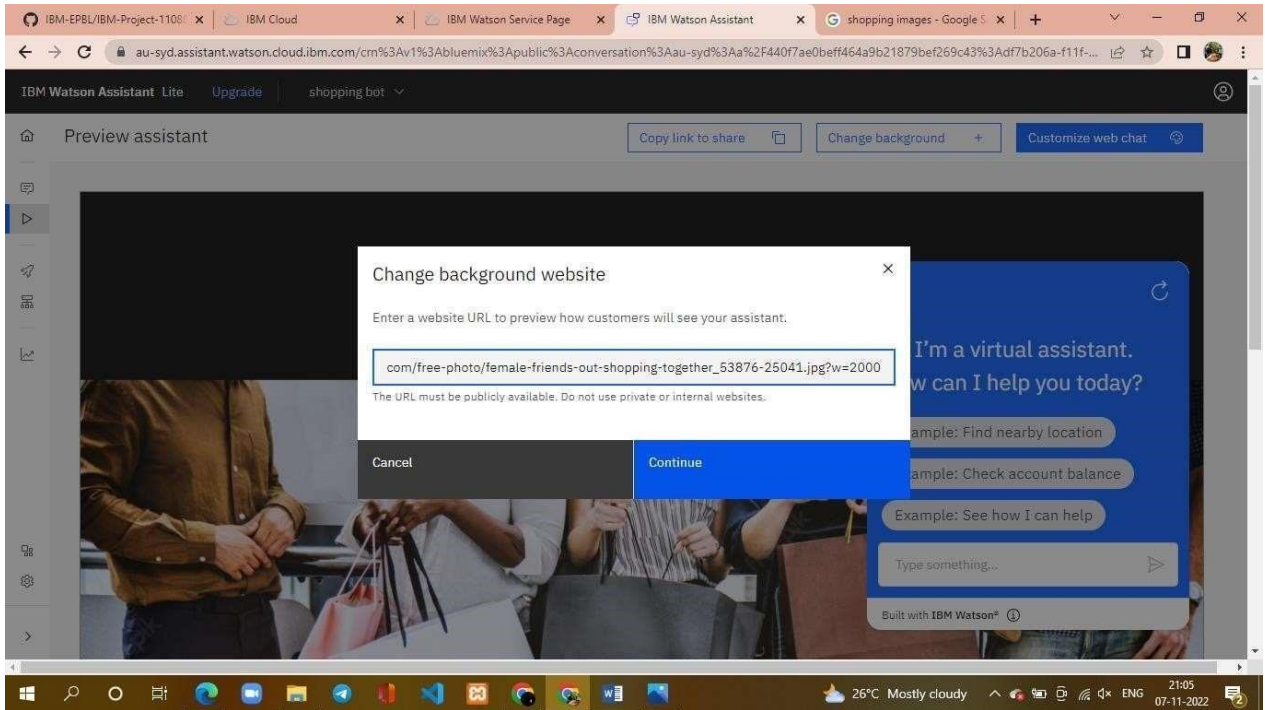 IBM-EPBL/IBM-Project-1108
IBM Cloud
IBM Watson Service Page
IBM Watson Assistant
shopping images - Google S
au-syd.assistant.watson.cloud.ibm.com/crn%3Av1%3Abluemix%3Apublic%3Aconversation%3Aau-syd%3Aa%2F440f7ae0beff464a9b21879bef269c43%3Adf7b206a-f11f-...
IBM Watson Assistant Lite Upgrade shopping bot
Preview assistant
Copy link to share
Change background +
Customize web chat
Change background website
Enter a website URL to preview how customers will see your assistant.
com/free-photo/female-friends-out-shopping-together_53876-25041.jpg?w=2000
The URL must be publicly available. Do not use private or internal websites.
Cancel
Continue
I'm a virtual assistant.
w can I help you today?
ample: Find nearby location
ample: Check account balance
Example: See how I can help
Type something...
Built with IBM Watson®
26°C Mostly cloudy
ENG
21:05
07-11-2022
2